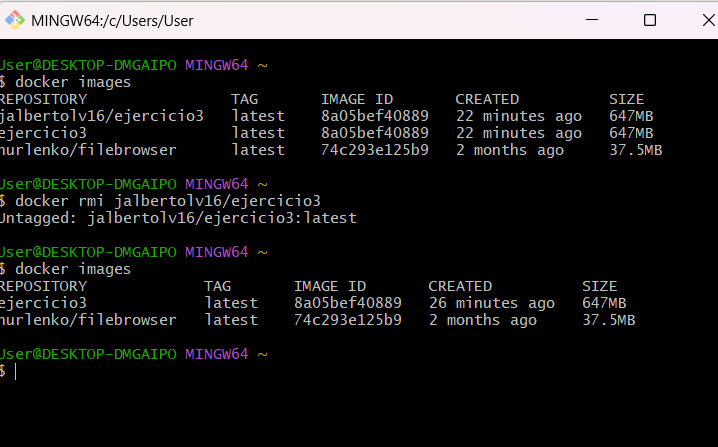 MINGW64:/c/Users/User
User@DESKTOP-DMGAIPO MINGW64 ~
$ docker images
REPOSITORY TAG IMAGE ID CREATED SIZE
jalbertolv16/ejercicio3 latest 8a05bef40889 22 minutes ago 647MB
ejercicio3 latest 8a05bef40889 22 minutes ago 647MB
hurlenko/filebrowser latest 74c293e125b9 2 months ago 37.5MB
User@DESKTOP-DMGAIPO MINGW64 ~
$ docker rmi jalbertolv16/ejercicio3
Untagged: jalbertolv16/ejercicio3:latest
User@DESKTOP-DMGAIPO MINGW64 ~
$ docker images
REPOSITORY TAG IMAGE ID CREATED SIZE
ejercicio3 latest 8a05bef40889 26 minutes ago 647MB
hurlenko/filebrowser latest 74c293e125b9 2 months ago 37.5MB
User@DESKTOP-DMGAIPO MINGW64 ~
$